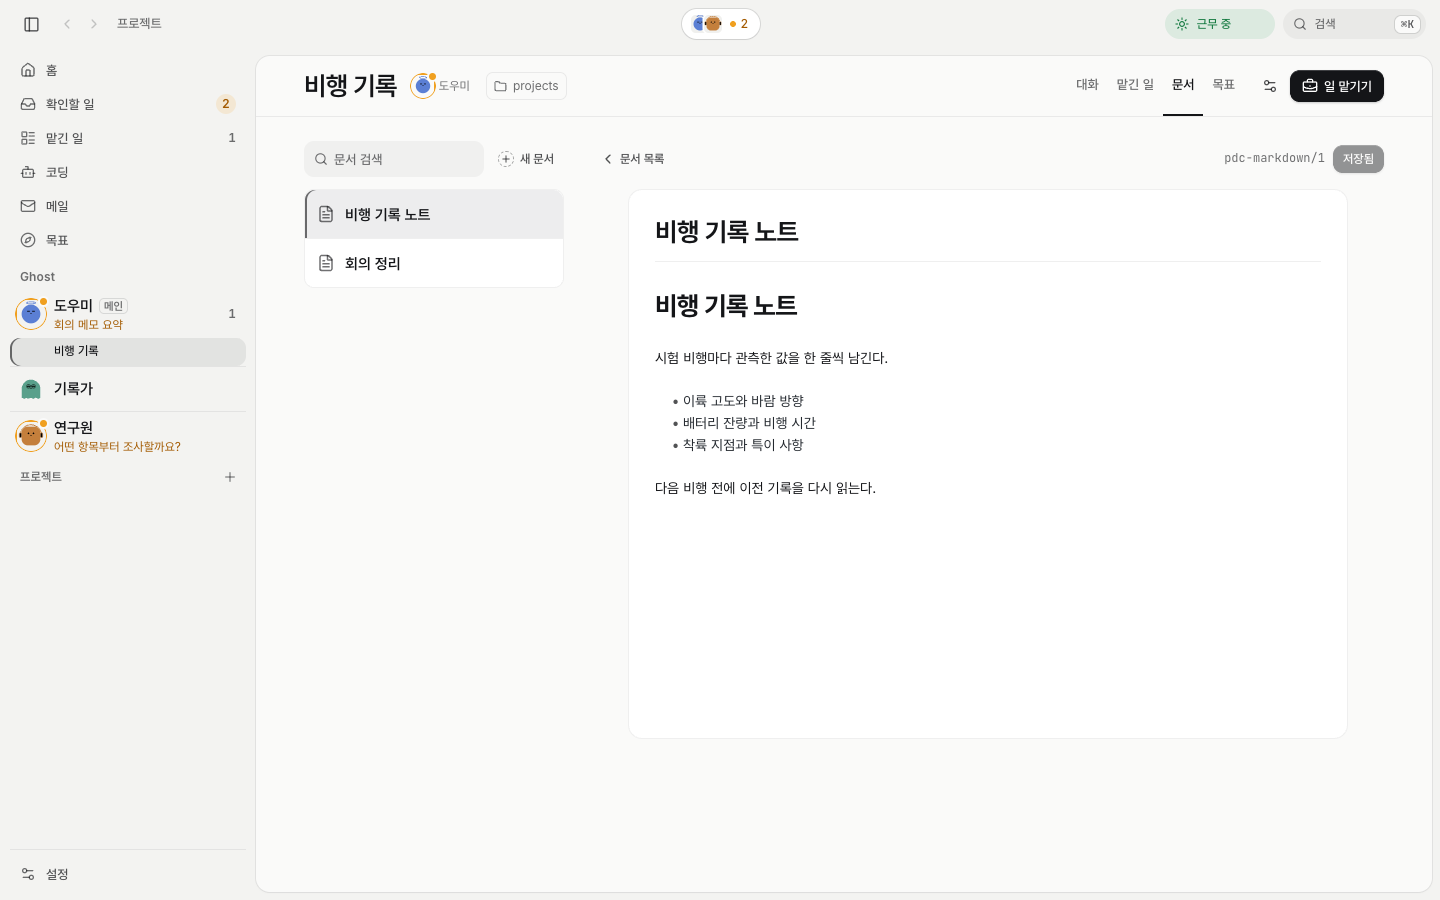 프로젝트
2
근무 중
검색
⌘K
홈
확인할 일
2
맡긴 일
1
코딩
메일
목표
Ghost
도우미
메인
회의 메모 요약
1
비행 기록
기록가
연구원
어떤 항목부터 조사할까요?
프로젝트
설정
비행 기록
도우미
projects
대화
맡긴 일
문서
목표
일 맡기기
문서 검색
새 문서
비행 기록 노트
회의 정리
문서 목록
pdc-markdown/1
저장됨
비행 기록 노트
비행 기록 노트
시험 비행마다 관측한 값을 한 줄씩 남긴다.
• 이륙 고도와 바람 방향
• 배터리 잔량과 비행 시간
• 착륙 지점과 특이 사항
다음 비행 전에 이전 기록을 다시 읽는다.